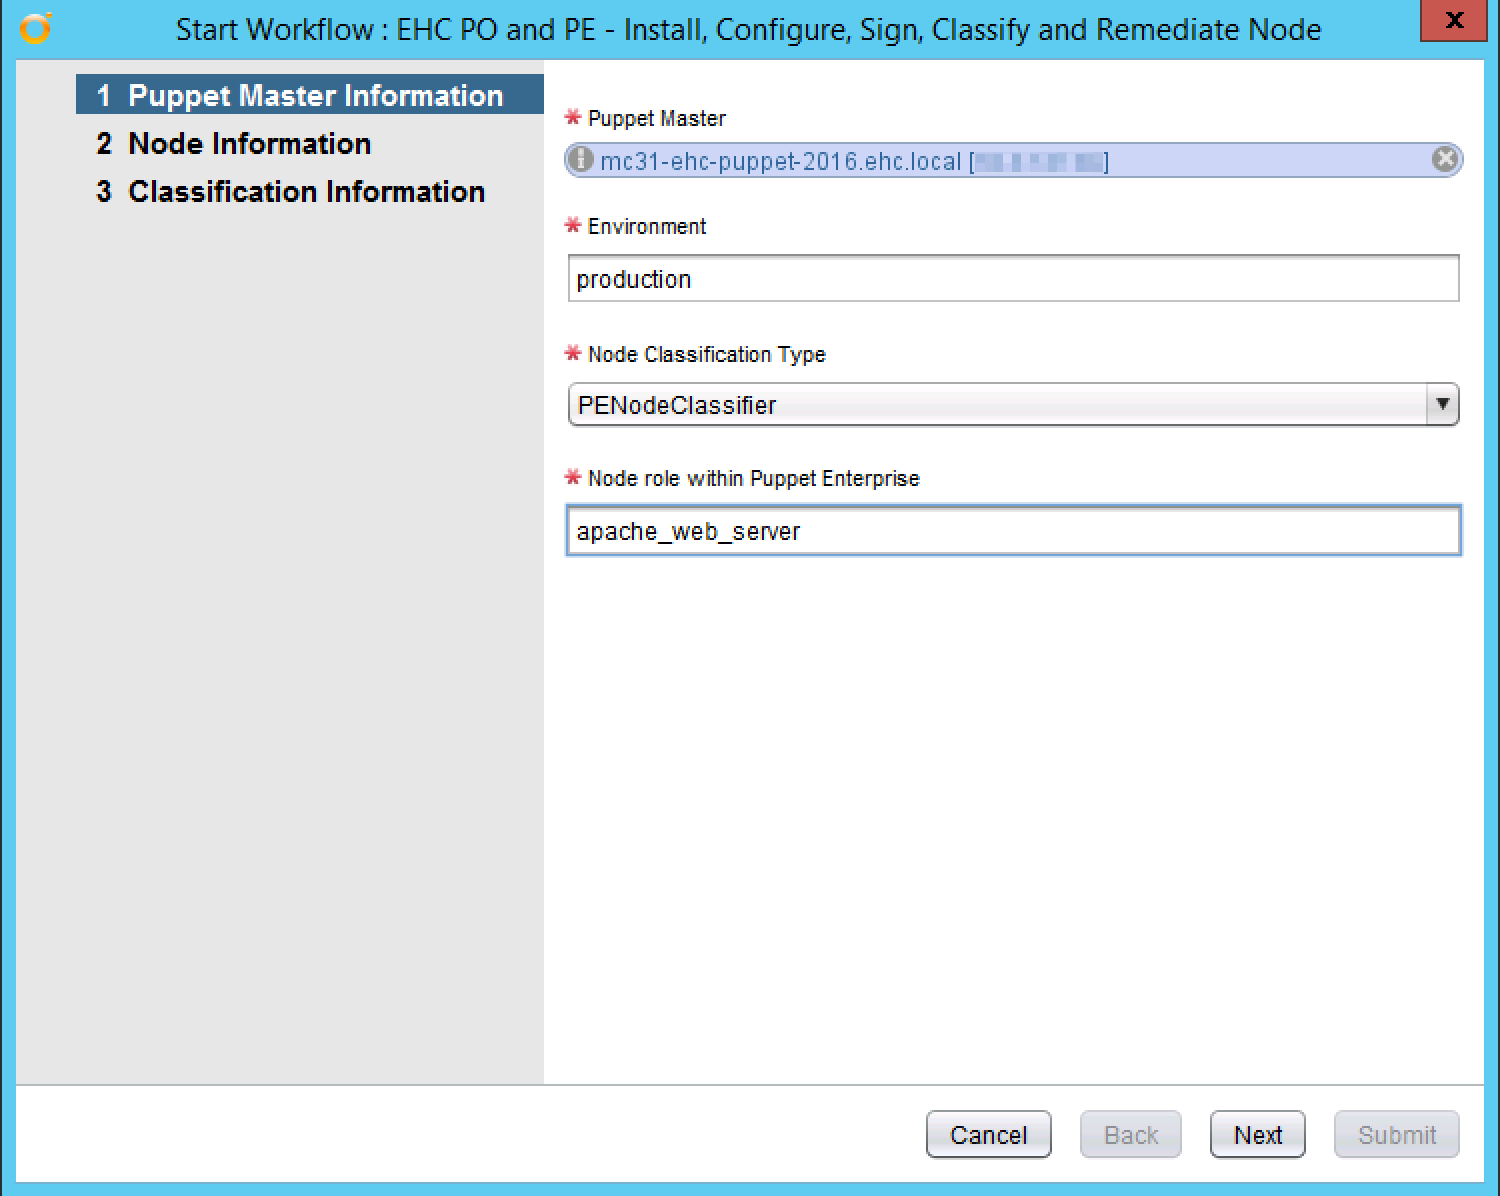 Start Workflow : EHC PO and PE - Install, Configure, Sign, Classify and Remediate Node
X
1 Puppet Master Information
2 Node Information
3 Classification Information
* Puppet Master
mc31-ehc-puppet-2016.ehc.local [ ]
* Environment
production
* Node Classification Type
PENodeClassifier
* Node role within Puppet Enterprise
apache_web_server
Cancel Back Next Submit